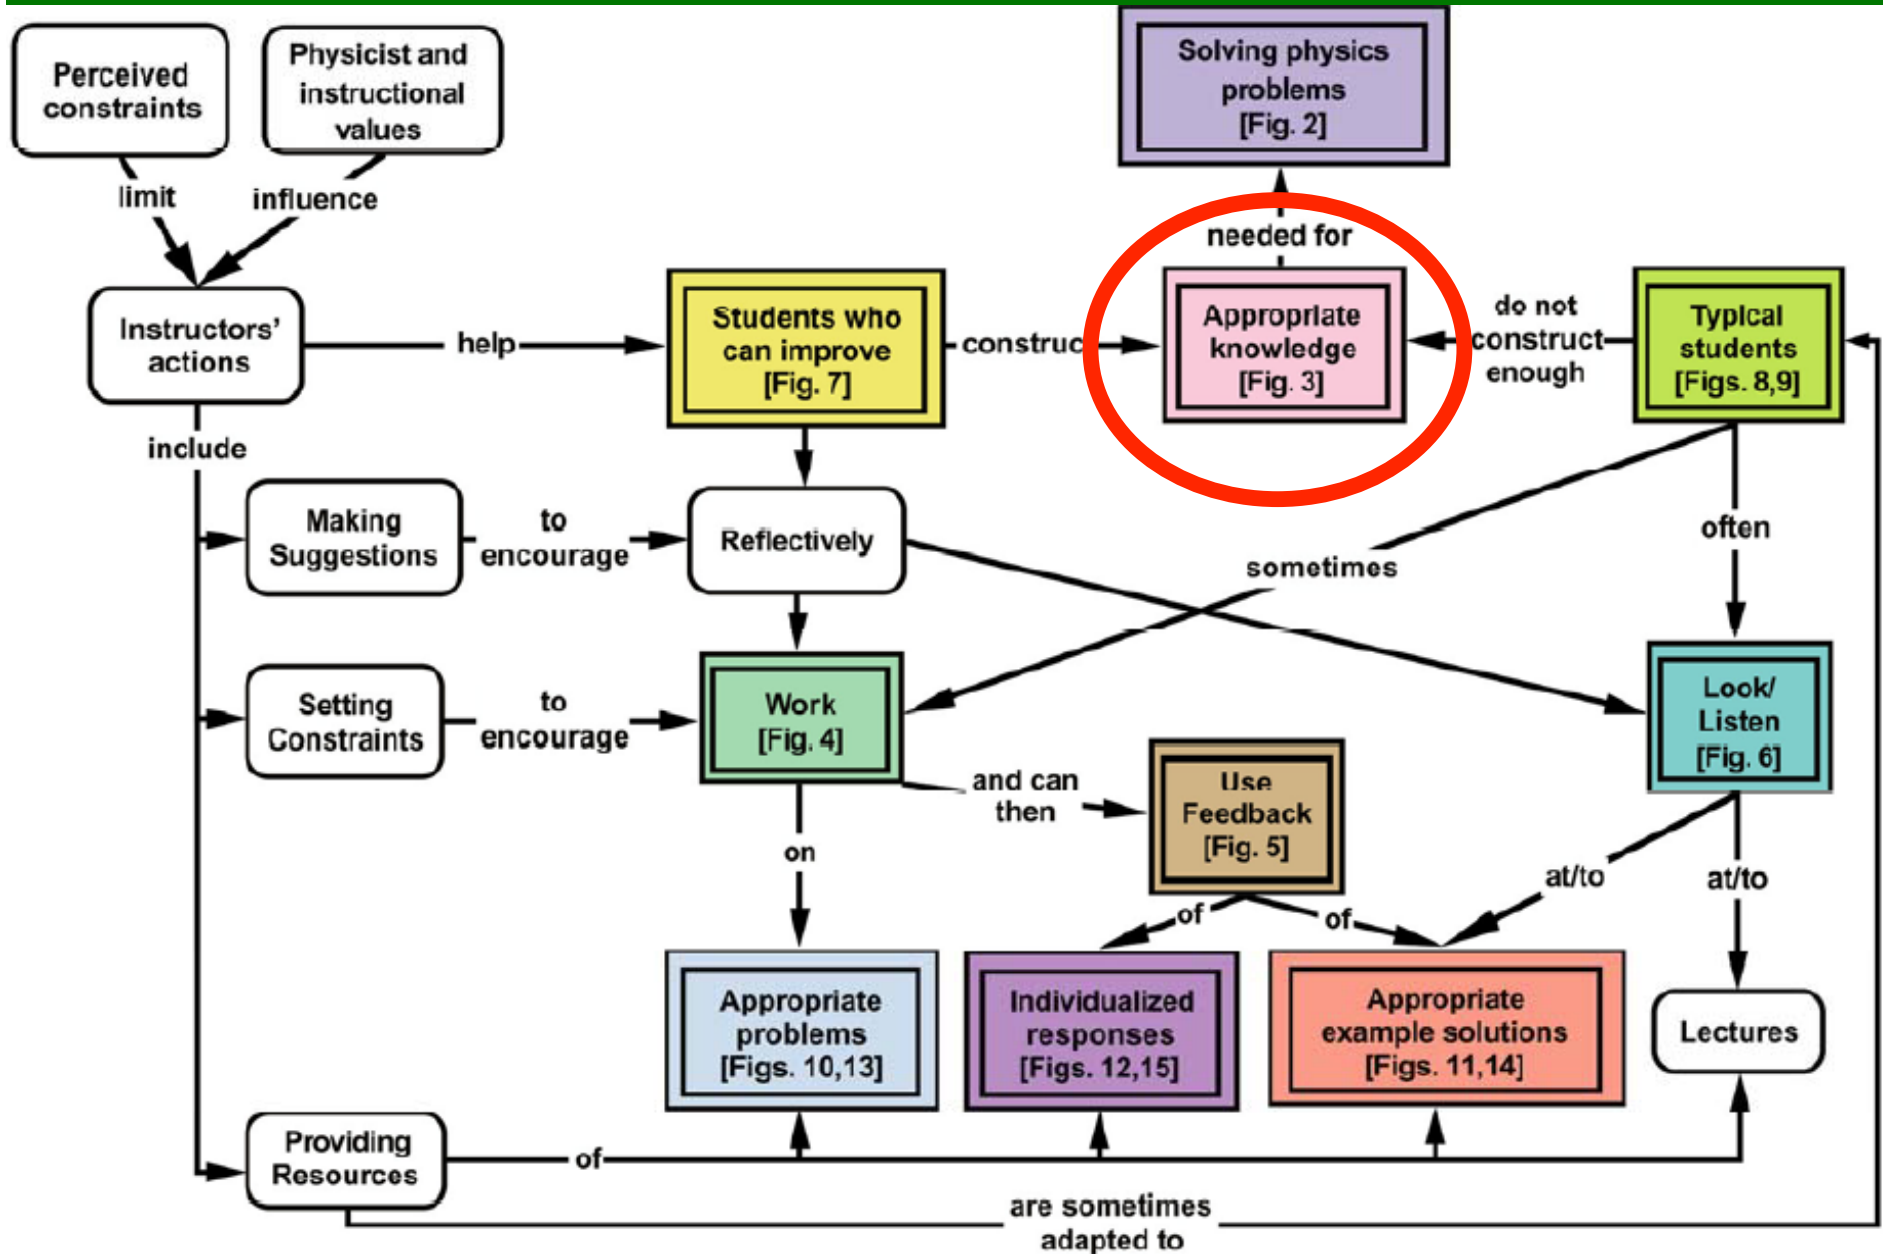 Perceived
constraints
Physicist and
instructional
values
Solving physics
problems
[Fig. 2]
limit
influence
needed for
Instructors'
actions
help
Students who
can improve
[Fig. 7]
construc
Appropriate
knowledge
[Fig. 3]
do not
construct
enough
Typical
students
[Figs. 8,9]
include
Making
Suggestions
to
encourage
Reflectively
sometimes
often
Setting
Constraints
to
encourage
Work
[Fig. 4]
Look/
Listen
[Fig. 6]
and can
then
Use
Feedback
[Fig. 5]
on
of
of
at/to
at/to
Appropriate
problems
[Figs. 10,13]
Individualized
responses
[Figs. 12,15]
Appropriate
example solutions
[Figs. 11,14]
Lectures
Providing
Resources
of
are sometimes
adapted to